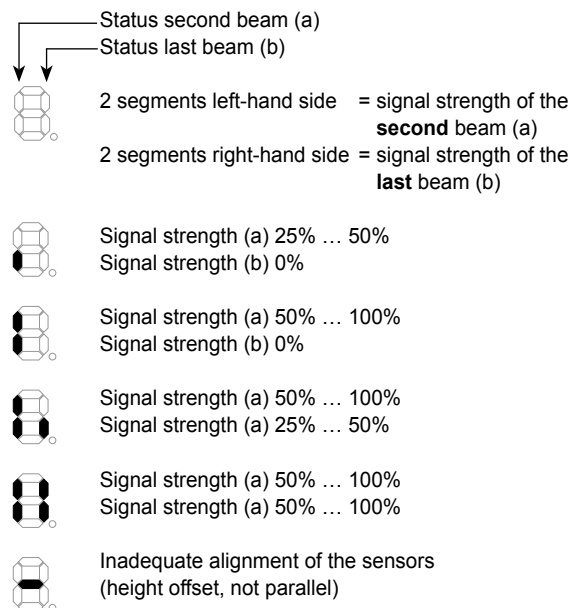 Status second beam (a)
Status last beam (b)
2 segments left-hand side = signal strength of the
second beam (a)
2 segments right-hand side = signal strength of the
last beam (b)
Signal strength (a) 25% … 50%
Signal strength (b) 0%
Signal strength (a) 50% … 100%
Signal strength (b) 0%
Signal strength (a) 50% … 100%
Signal strength (a) 25% … 50%
Signal strength (a) 50% … 100%
Signal strength (a) 50% … 100%
Inadequate alignment of the sensors
(height offset, not parallel)